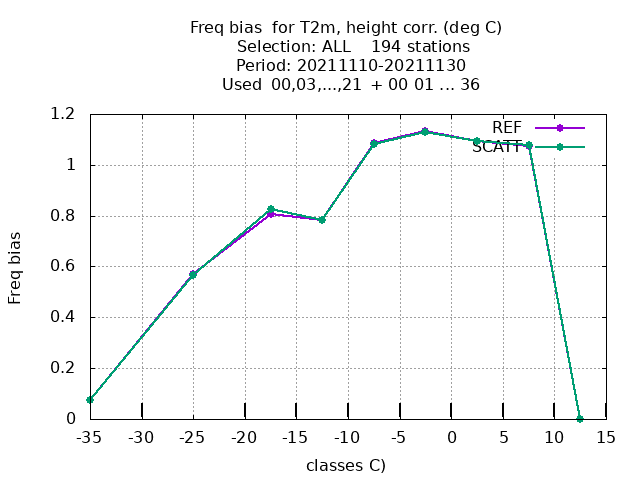 Freq bias  for T2m, height corr. (deg C)
Selection: ALL    194 stations
Period: 20211110-20211130
Used  00,03,...,21  + 00 01 ... 36
1.2
1
0.8
0.6
0.4
0.2
0
Freq bias
REF
SCATT
-35 -30 -25 -20 -15 -10 -5 0 5 10 15
classes C)